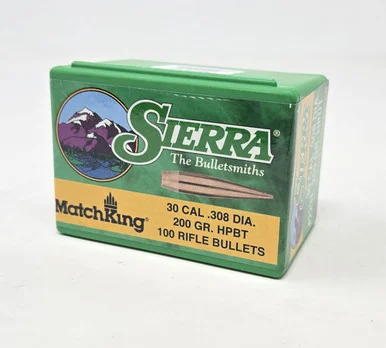 SIERRA®
The Bulletsmiths
MatchKing®
30 CAL .308 DIA.
200 GR. HPBT
100 RIFLE BULLETS